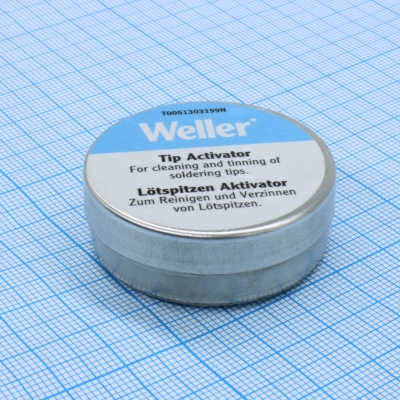 T0051303199N
Weller®
Tip Activator
For cleaning and tinning of
soldering tips.
Lötspitzen Aktivator
Zum Reinigen und Verzinnen
von Lötspitzen.